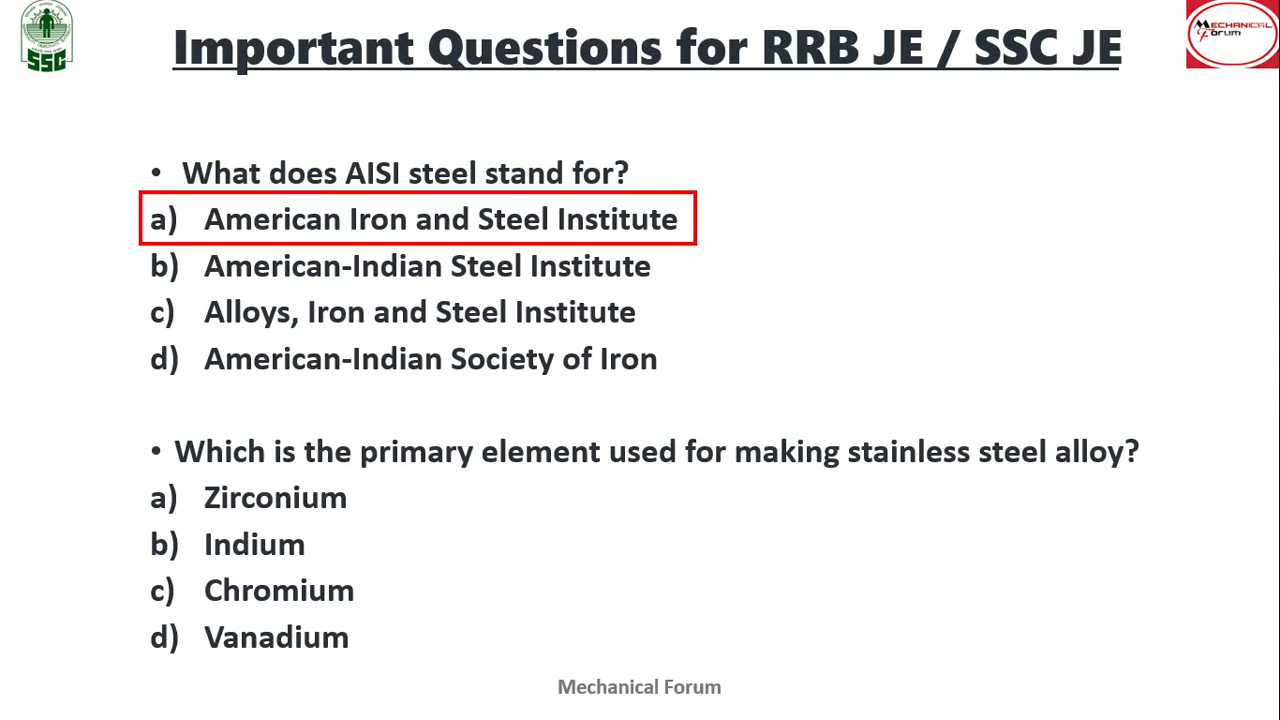 Important Questions for RRB JE / SSC JE
SSC
MECHANICAL
Forum
• What does AISI steel stand for?
a) American Iron and Steel Institute
b) American-Indian Steel Institute
c) Alloys, Iron and Steel Institute
d) American-Indian Society of Iron
• Which is the primary element used for making stainless steel alloy?
a) Zirconium
b) Indium
c) Chromium
d) Vanadium
Mechanical Forum